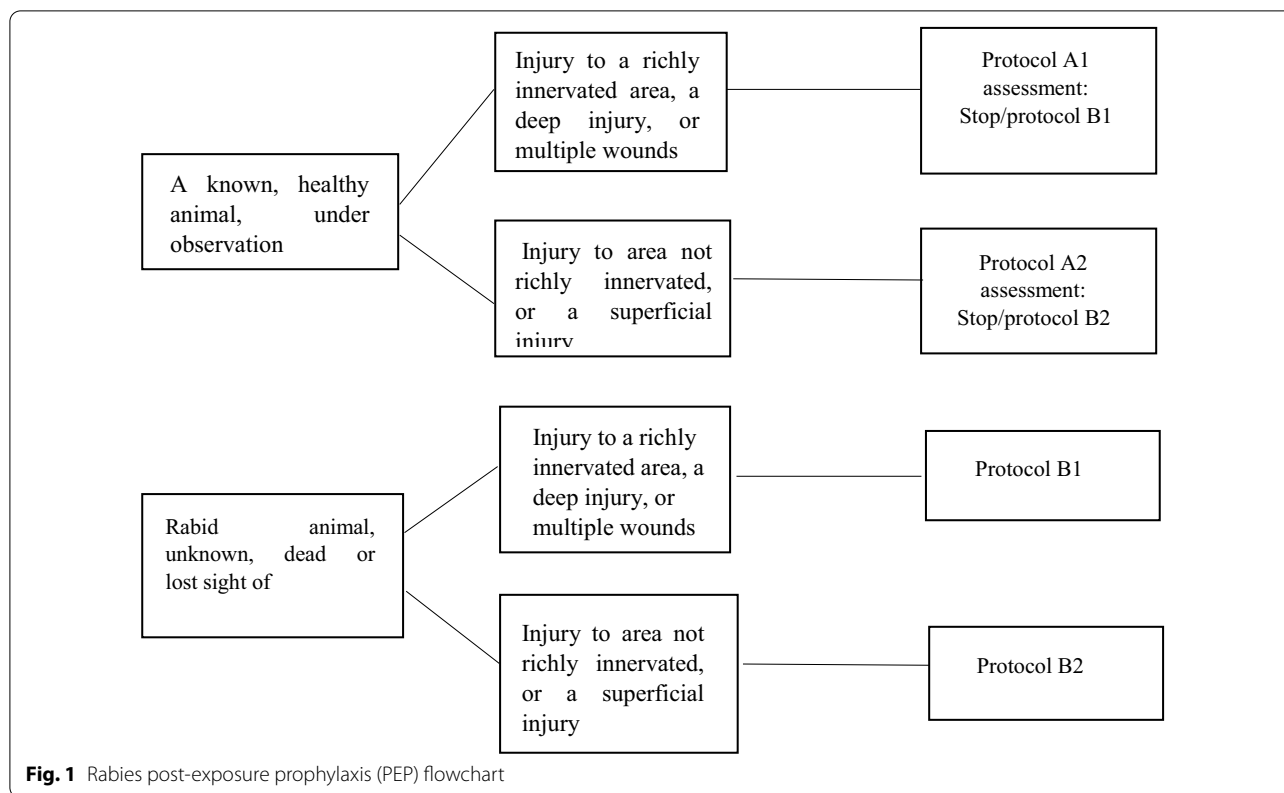 A known, healthy
animal, under
observation
Injury to a richly
innervated area, a
deep injury, or
multiple wounds
Protocol A1
assessment:
Stop/protocol B1
Injury to area not
richly innervated,
or a superficial
injury
Protocol A2
assessment:
Stop/protocol B2
Rabid animal,
unknown, dead or
lost sight of
Injury to a richly
innervated area, a
deep injury, or
multiple wounds
Protocol B1
Injury to area not
richly innervated,
or a superficial
injury
Protocol B2
Fig. 1 Rabies post-exposure prophylaxis (PEP) flowchart